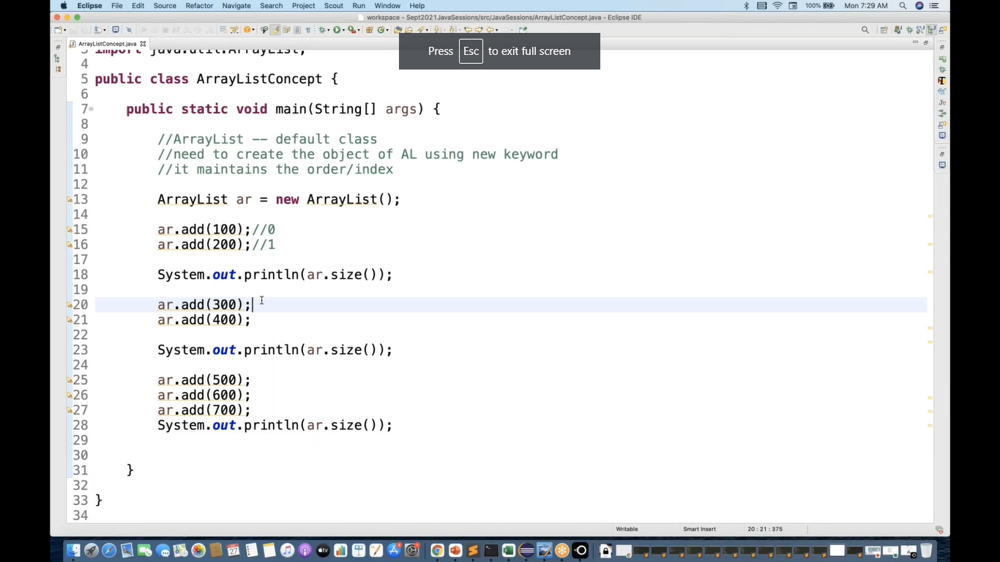 Eclipse File Edit Source Refactor Navigate Search Project Scout Run Window Help 100% Mon 7:29 AM
workspace - Sept2021JavaSessions/src/JavaSessions/ArrayListConcept.java - Eclipse IDE
Press Esc to exit full screen
ArrayListConcept.java
3 import java.util.ArrayList;
4
5 public class ArrayListConcept {
6
7 public static void main(String[] args) {
8
9 //ArrayList -- default class
10 //need to create the object of AL using new keyword
11 //it maintains the order/index
12
13 ArrayList ar = new ArrayList();
14
15 ar.add(100);//0
16 ar.add(200);//1
17
18 System.out.println(ar.size());
19
20 ar.add(300);
21 ar.add(400);
22
23 System.out.println(ar.size());
24
25 ar.add(500);
26 ar.add(600);
27 ar.add(700);
28 System.out.println(ar.size());
29
30
31 }
32
33 }
34
Writable Smart Insert 20 : 21 : 375